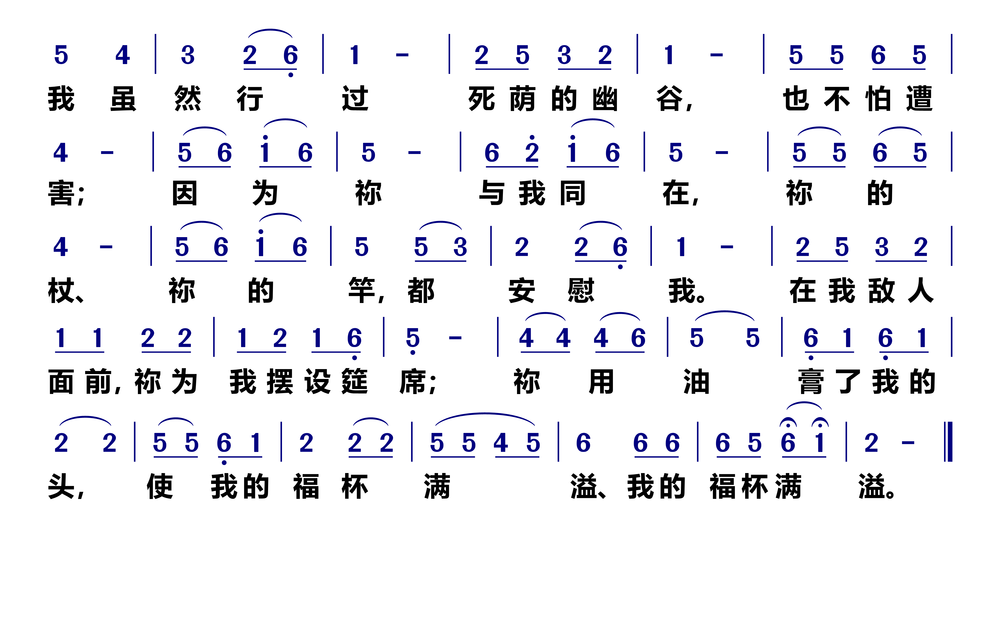 5 4 | 3 2 6̣ | 1 - | 2 5 3 2 | 1 - | 5 5 6 5 |
我 虽 然 行 过 死 荫 的 幽 谷, 也 不 怕 遭
4 - | 5 6 1̇ 6 | 5 - | 6 2̇ 1̇ 6 | 5 - | 5 5 6 5 |
害; 因 为 祢 与 我 同 在, 祢 的
4 - | 5 6 1̇ 6 | 5 5 3 | 2 2 6̣ | 1 - | 2 5 3 2 |
杖、 祢 的 竿, 都 安 慰 我。 在 我 敌 人
1 1 2 2 | 1 2 1 6̣ | 5̣ - | 4 4 4 6 | 5 5 | 6̣ 1 6̣ 1 |
面 前, 祢 为 我 摆 设 筵 席; 祢 用 油 膏 了 我 的
2 2 | 5 5 6̣ 1 | 2 2 2 | 5 5 4 5 | 6 6 6 | 6 5 6 1 | 2 - ‖
头, 使 我 的 福 杯 满 溢、 我 的 福 杯 满 溢。